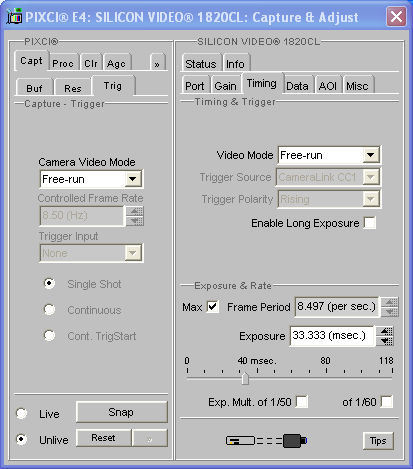 PIXCI® E4: SILICON VIDEO® 1820CL: Capture & Adjust
PIXCI®
Capt Proc Clr Agc »
Buf Res Trig
Capture - Trigger
Camera Video Mode
Free-run
Controlled Frame Rate
8.50 (Hz)
Trigger Input
None
Single Shot
Continuous
Cont. TrigStart
Live
Snap
Unlive
Reset
»
SILICON VIDEO® 1820CL
Status Info
Port Gain Timing Data AOI Misc
Timing & Trigger
Video Mode Free-run
Trigger Source CameraLink CC1
Trigger Polarity Rising
Enable Long Exposure
Exposure & Rate
Max Frame Period 8.497 (per sec.)
Exposure 33.333 (msec.)
0 40 msec. 80 118
Exp. Mult. of 1/50 of 1/60
Tips